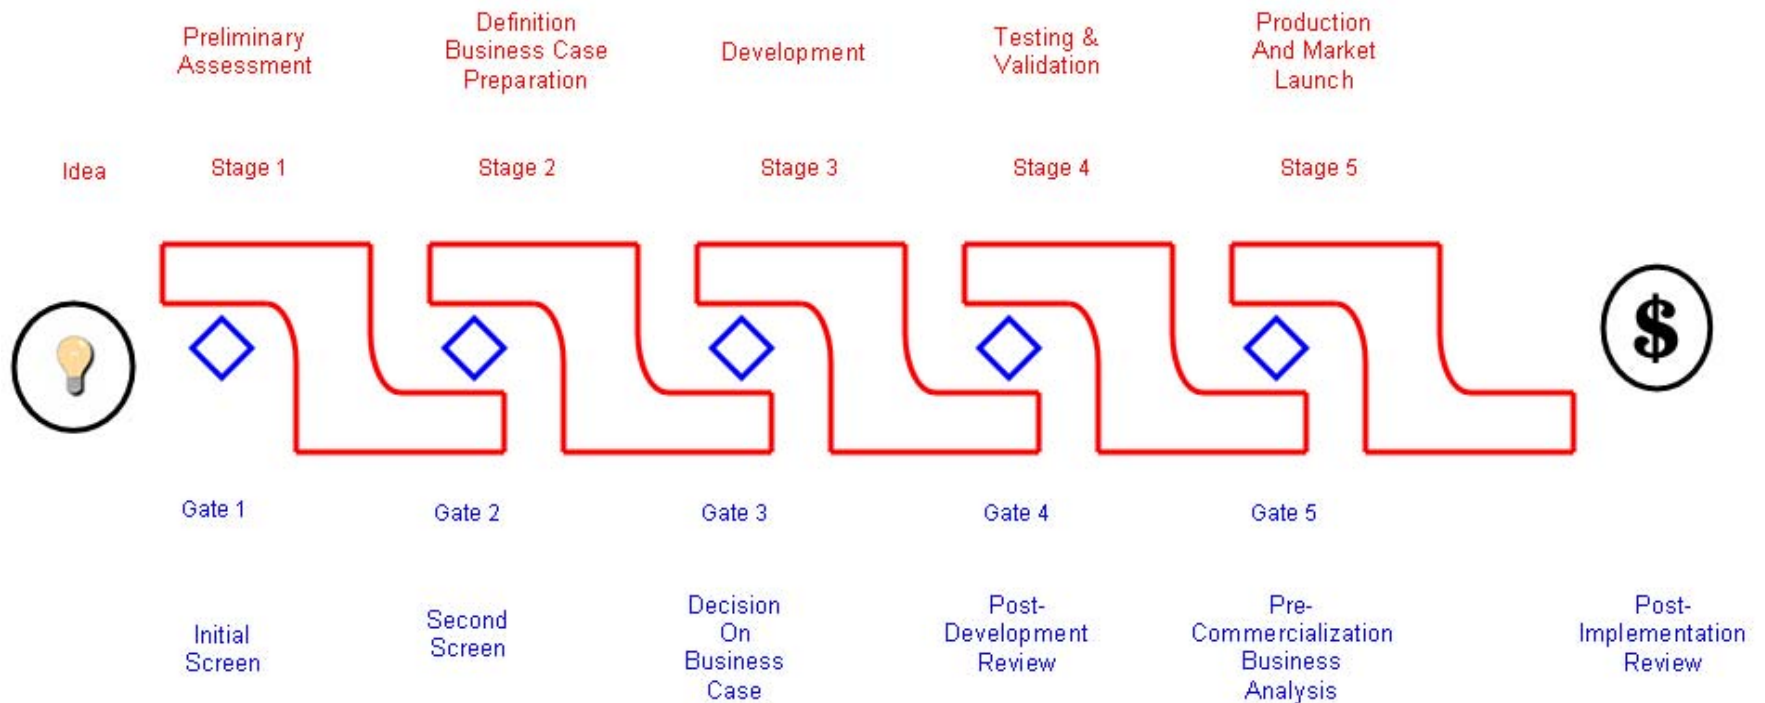 Preliminary
Assessment
Definition
Business Case
Preparation
Development
Testing &
Validation
Production
And Market
Launch
Idea
Stage 1
Stage 2
Stage 3
Stage 4
Stage 5
$
Gate 1
Gate 2
Gate 3
Gate 4
Gate 5
Initial
Screen
Second
Screen
Decision
On
Business
Case
Post-
Development
Review
Pre-
Commercialization
Business
Analysis
Post-
Implementation
Review